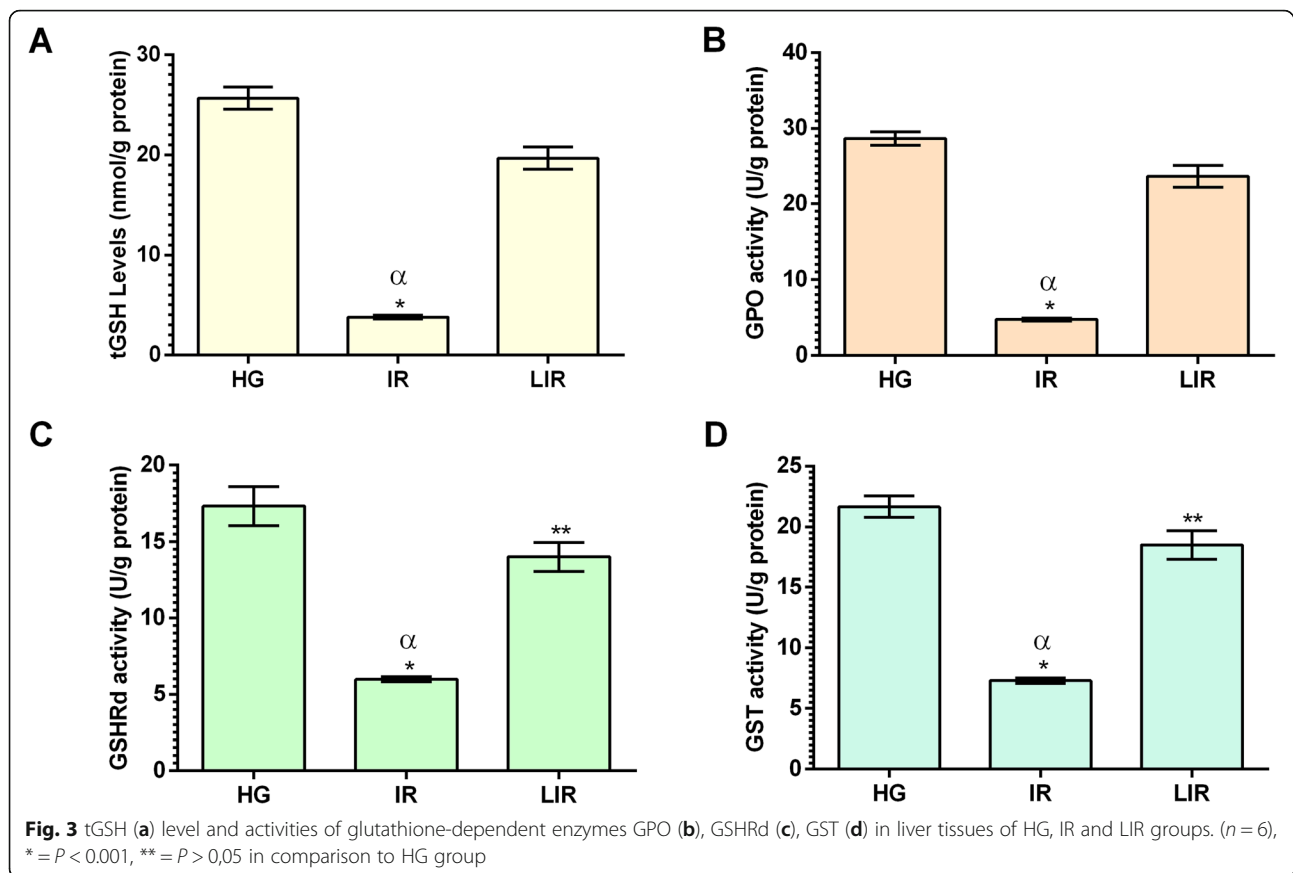 A
tGSH Levels (nmol/g protein)
30
20
10
0
α
*
HG IR LIR
B
GPO activity (U/g protein)
40
30
20
10
0
α
*
HG IR LIR
C
GSHRd activity (U/g protein)
20
15
10
5
0
α
*
**
HG IR LIR
D
GST activity (U/g protein)
25
20
15
10
5
0
α
*
**
HG IR LIR
Fig. 3 tGSH (a) level and activities of glutathione-dependent enzymes GPO (b), GSHRd (c), GST (d) in liver tissues of HG, IR and LIR groups. (n = 6),
* = P < 0.001, ** = P > 0,05 in comparison to HG group